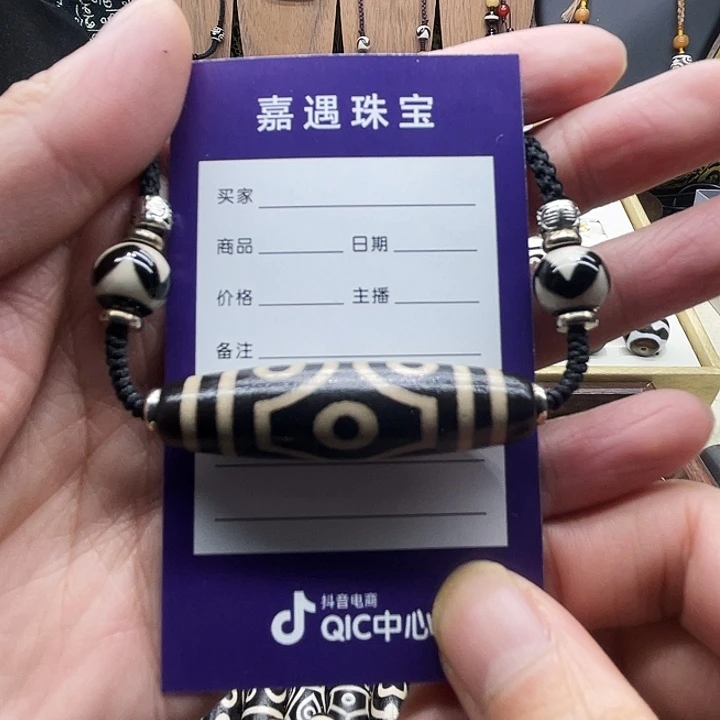 嘉遇珠宝
买家
商品 日期
价格 主播
备注
抖音电商
QIC中心